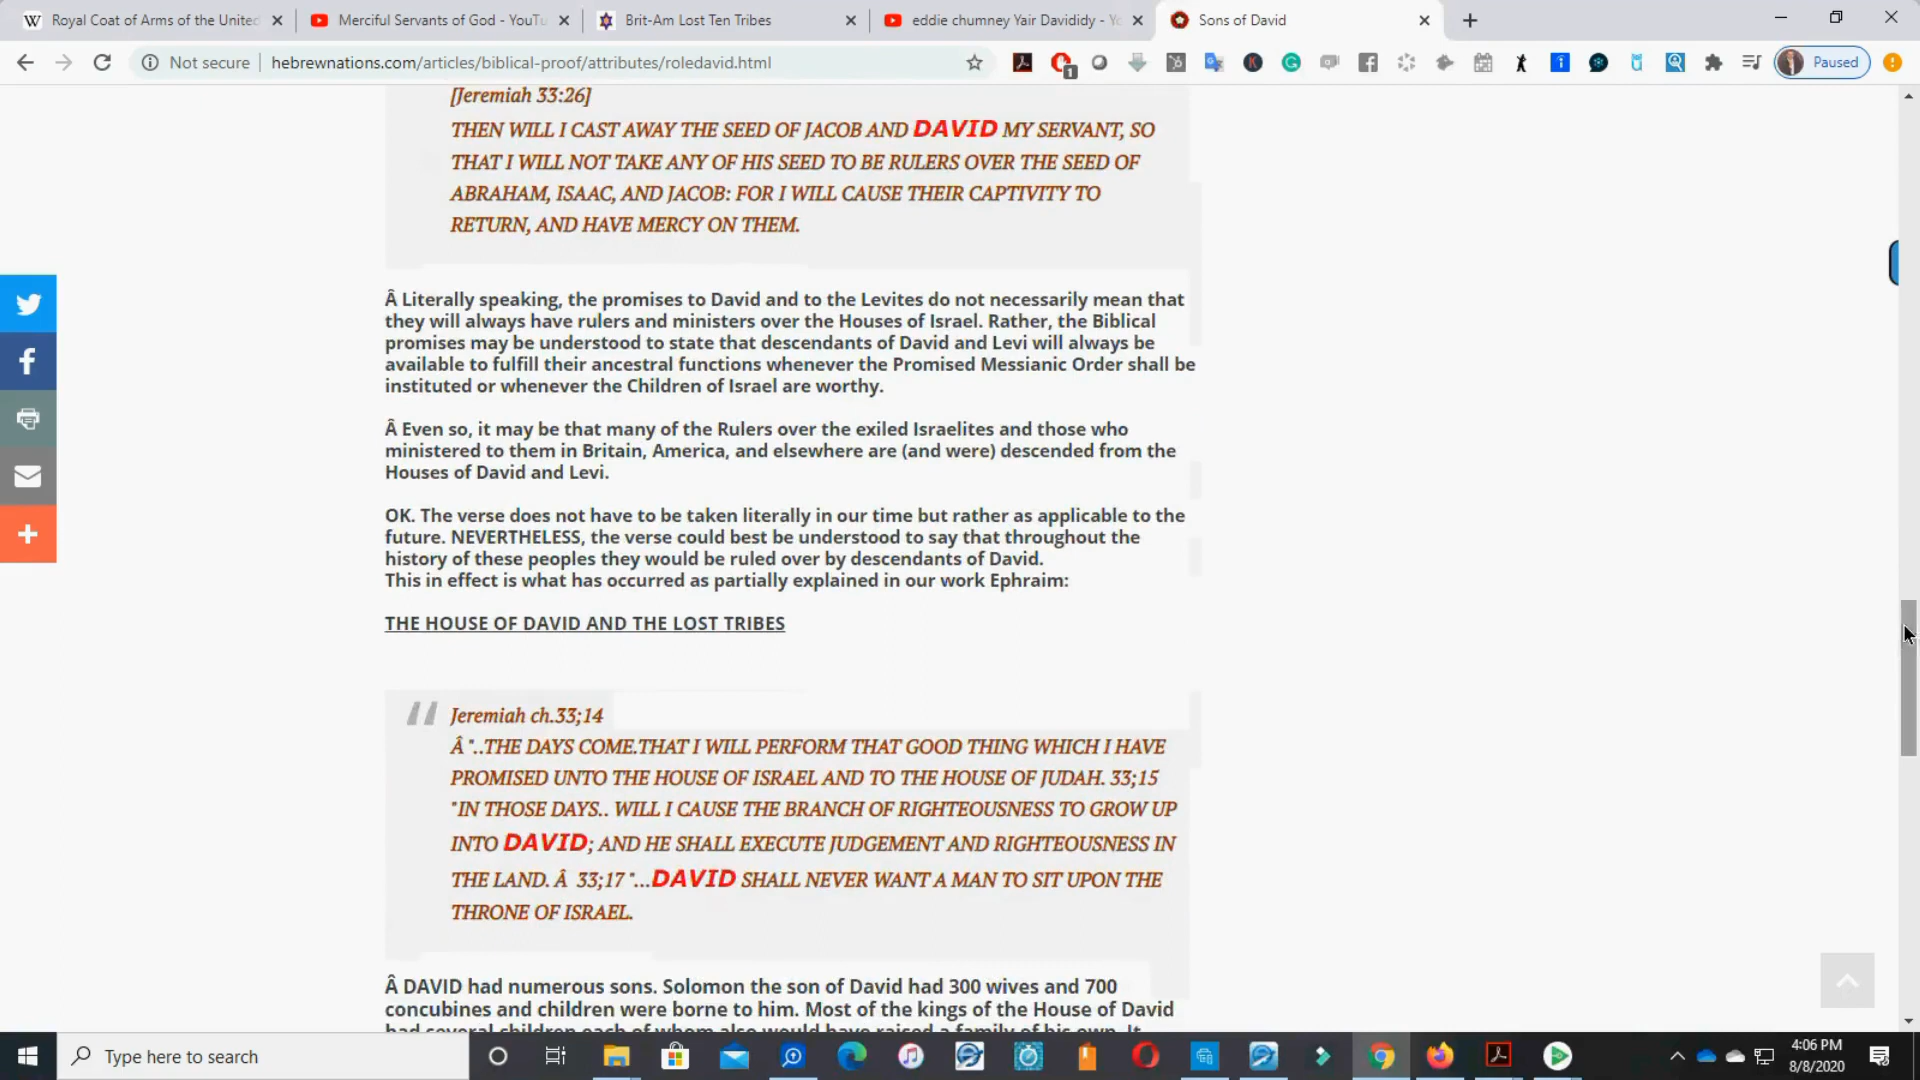 Royal Coat of Arms of the United
Merciful Servants of God - YouTu
Brit-Am Lost Ten Tribes
eddie chumney Yair Davididy - Yo
Sons of David
Not secure
hebrewnations.com/articles/biblical-proof/attributes/roledavid.html
1
Paused
[Jeremiah 33:26]
THEN WILL I CAST AWAY THE SEED OF JACOB AND DAVID MY SERVANT, SO
THAT I WILL NOT TAKE ANY OF HIS SEED TO BE RULERS OVER THE SEED OF
ABRAHAM, ISAAC, AND JACOB: FOR I WILL CAUSE THEIR CAPTIVITY TO
RETURN, AND HAVE MERCY ON THEM.
Â Literally speaking, the promises to David and to the Levites do not necessarily mean that
they will always have rulers and ministers over the Houses of Israel. Rather, the Biblical
promises may be understood to state that descendants of David and Levi will always be
available to fulfill their ancestral functions whenever the Promised Messianic Order shall be
instituted or whenever the Children of Israel are worthy.
Â Even so, it may be that many of the Rulers over the exiled Israelites and those who
ministered to them in Britain, America, and elsewhere are (and were) descended from the
Houses of David and Levi.
OK. The verse does not have to be taken literally in our time but rather as applicable to the
future. NEVERTHELESS, the verse could best be understood to say that throughout the
history of these peoples they would be ruled over by descendants of David.
This in effect is what has occurred as partially explained in our work Ephraim:
THE HOUSE OF DAVID AND THE LOST TRIBES
Jeremiah ch.33;14
Â "..THE DAYS COME.THAT I WILL PERFORM THAT GOOD THING WHICH I HAVE
PROMISED UNTO THE HOUSE OF ISRAEL AND TO THE HOUSE OF JUDAH. 33;15
"IN THOSE DAYS.. WILL I CAUSE THE BRANCH OF RIGHTEOUSNESS TO GROW UP
INTO DAVID; AND HE SHALL EXECUTE JUDGEMENT AND RIGHTEOUSNESS IN
THE LAND. Â 33;17 "...DAVID SHALL NEVER WANT A MAN TO SIT UPON THE
THRONE OF ISRAEL.
Â DAVID had numerous sons. Solomon the son of David had 300 wives and 700
concubines and children were borne to him. Most of the kings of the House of David
had several children each of whom also would have raised a family of his own. It
Type here to search
4:06 PM
8/8/2020